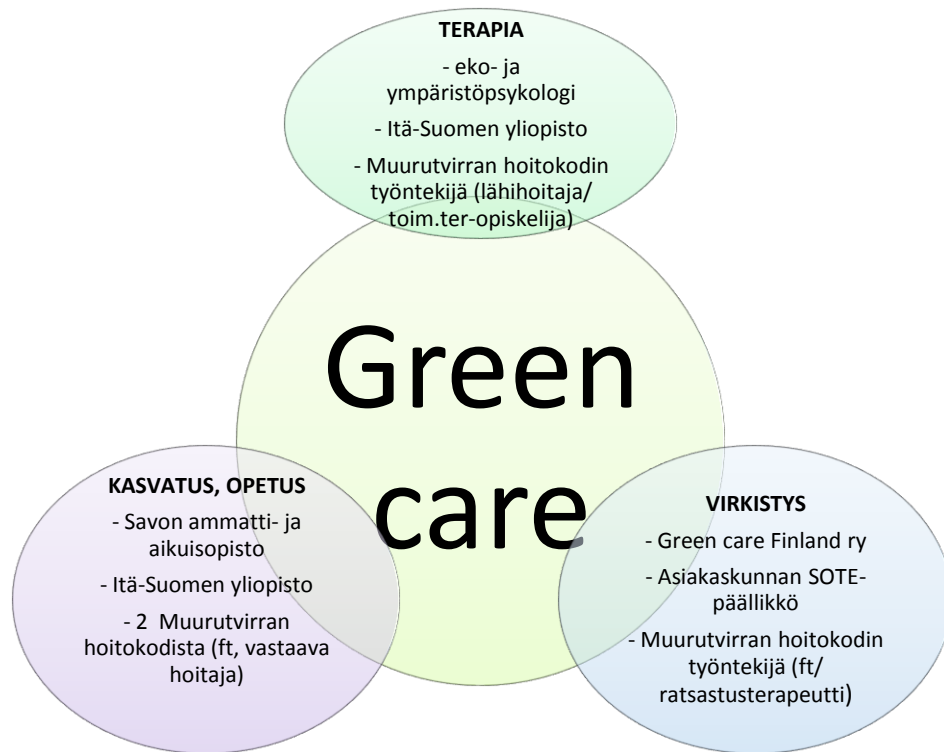 TERAPIA
- eko- ja
ympäristöpsykologi
- Itä-Suomen yliopisto
- Muurutvirran hoitokodin
työntekijä (lähihoitaja/
toim.ter-opiskelija)
Green
care
KASVATUS, OPETUS
- Savon ammatti- ja
aikuisopisto
- Itä-Suomen yliopisto
- 2 Muurutvirran
hoitokodista (ft, vastaava
hoitaja)
VIRKISTYS
- Green care Finland ry
- Asiakaskunnan SOTE-
päällikkö
- Muurutvirran hoitokodin
työntekijä (ft/
ratsastusterapeutti)